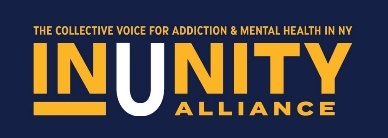 THE COLLECTIVE VOICE FOR ADDICTION & MENTAL HEALTH IN NY
INUNITY
ALLIANCE